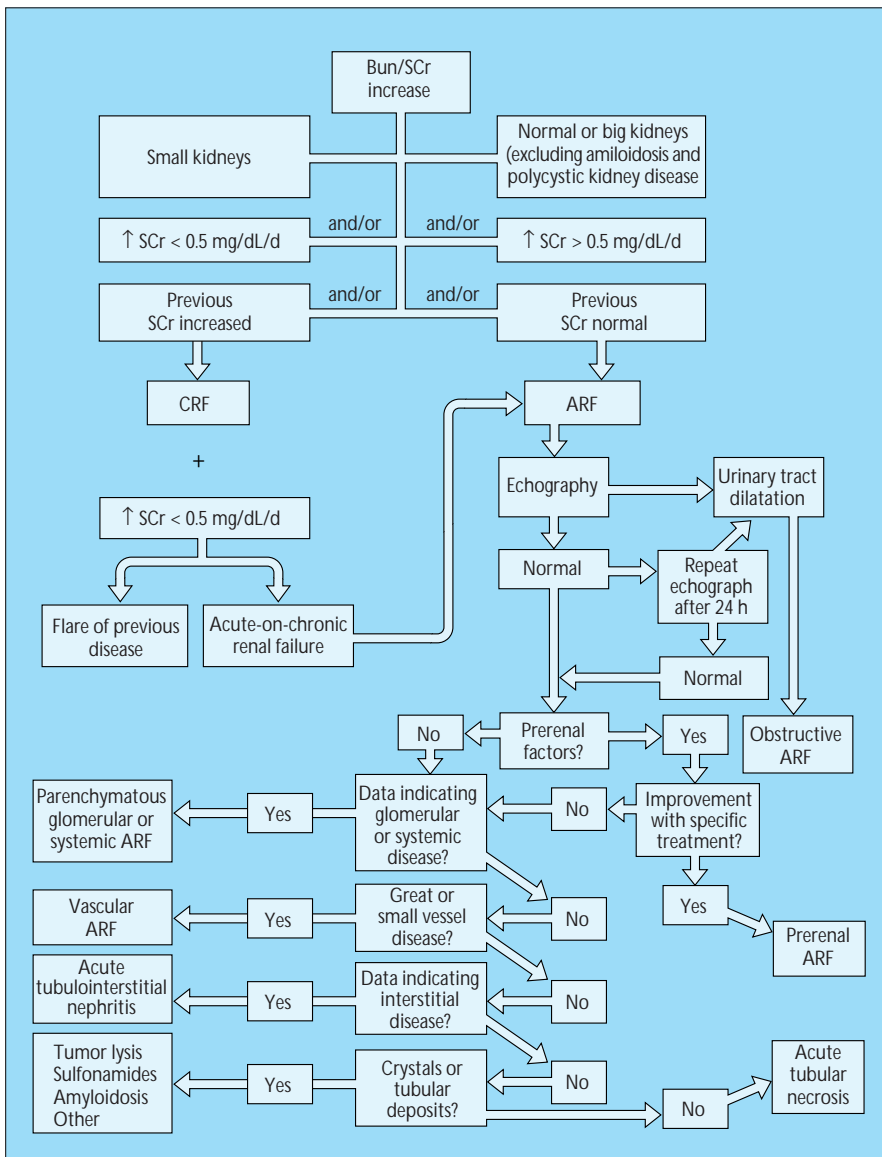 Bun/SCr
increase
Small kidneys
Normal or big kidneys
(excluding amiloidosis and
polycystic kidney disease
↑ SCr < 0.5 mg/dL/d
and/or
and/or
↑ SCr > 0.5 mg/dL/d
Previous
SCr increased
and/or
and/or
Previous
SCr normal
CRF
ARF
+
Echography
Urinary tract
dilatation
↑ SCr < 0.5 mg/dL/d
Normal
Repeat
echograph
after 24 h
Flare of previous
disease
Acute-on-chronic
renal failure
Normal
No
Prerenal
factors?
Yes
Obstructive
ARF
Parenchymatous
glomerular or
systemic ARF
Yes
Data indicating
glomerular
or systemic
disease?
No
Improvement
with specific
treatment?
Vascular
ARF
Yes
Great or
small vessel
disease?
No
Yes
Prerenal
ARF
Acute
tubulointerstitial
nephritis
Yes
Data indicating
interstitial
disease?
No
Tumor lysis
Sulfonamides
Amyloidosis
Other
Yes
Crystals or
tubular
deposits?
No
No
Acute
tubular
necrosis